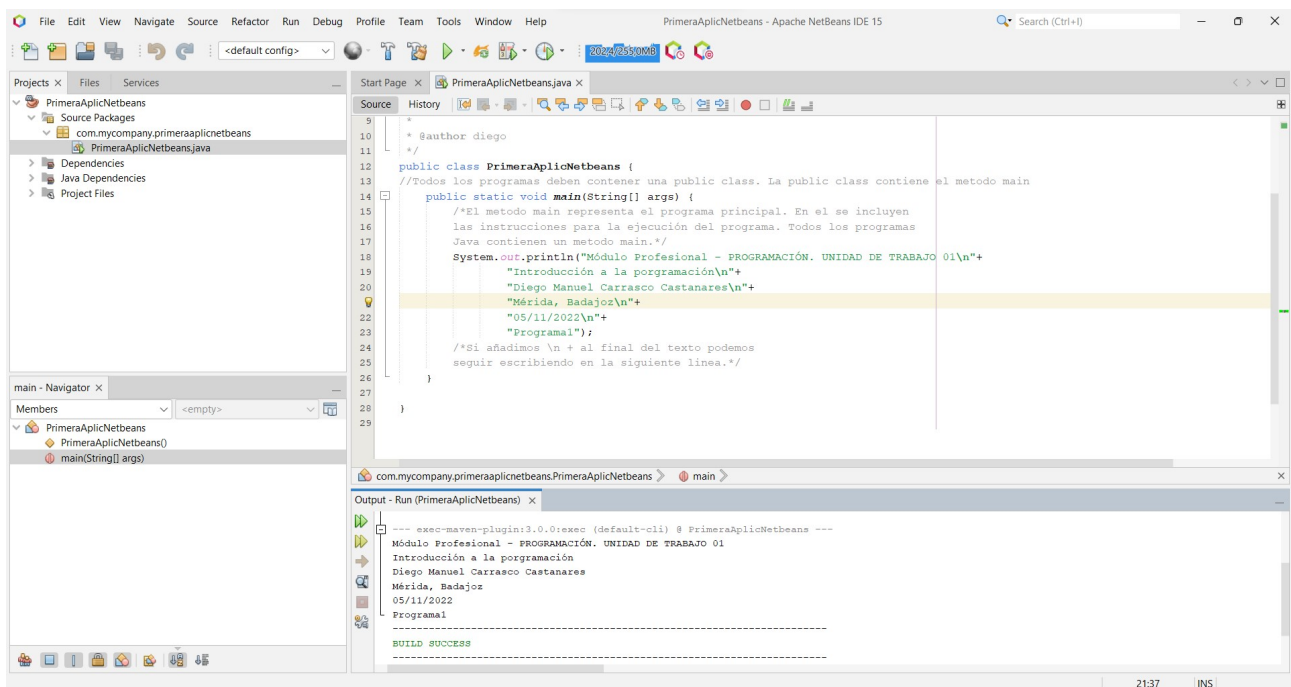 File Edit View Navigate Source Refactor Run Debug Profile Team Tools Window Help
PrimeraAplicNetbeans - Apache NetBeans IDE 15
Search (Ctrl+I)
<default config>
202,4/255,0MB
Projects Files Services
PrimeraAplicNetbeans
Source Packages
com.mycompany.primeraaplicnetbeans
PrimeraAplicNetbeans.java
Dependencies
Java Dependencies
Project Files
main - Navigator
Members <empty>
PrimeraAplicNetbeans
PrimeraAplicNetbeans()
main(String[] args)
Start Page PrimeraAplicNetbeans.java
Source History
9 *
10 * @author diego
11 */
12 public class PrimeraAplicNetbeans {
13 //Todos los programas deben contener una public class. La public class contiene el metodo main
14 public static void main(String[] args) {
15 /*El metodo main representa el programa principal. En el se incluyen
16 las instrucciones para la ejecución del programa. Todos los programas
17 Java contienen un metodo main.*/
18 System.out.println("Módulo Profesional - PROGRAMACIÓN. UNIDAD DE TRABAJO 01\n"+
19 "Introducción a la porgramación\n"+
20 "Diego Manuel Carrasco Castanares\n"+
"Mérida, Badajoz\n"+
22 "05/11/2022\n"+
23 "Programa1");
24 /*Si añadimos \n + al final del texto podemos
25 seguir escribiendo en la siguiente linea.*/
26 }
27
28 }
29
com.mycompany.primeraaplicnetbeans.PrimeraAplicNetbeans main
Output - Run (PrimeraAplicNetbeans)
--- exec-maven-plugin:3.0.0:exec (default-cli) @ PrimeraAplicNetbeans ---
Módulo Profesional - PROGRAMACIÓN. UNIDAD DE TRABAJO 01
Introducción a la porgramación
Diego Manuel Carrasco Castanares
Mérida, Badajoz
05/11/2022
Programa1
------------------------------------------------------------------------
BUILD SUCCESS
------------------------------------------------------------------------
21:37 INS